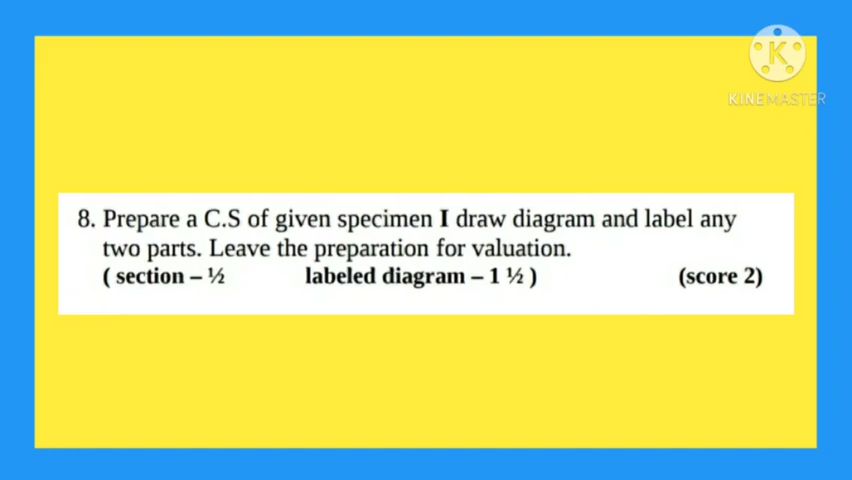 KINEMASTER
8. Prepare a C.S of given specimen I draw diagram and label any
two parts. Leave the preparation for valuation.
( section – ½ labeled diagram – 1 ½ ) (score 2)